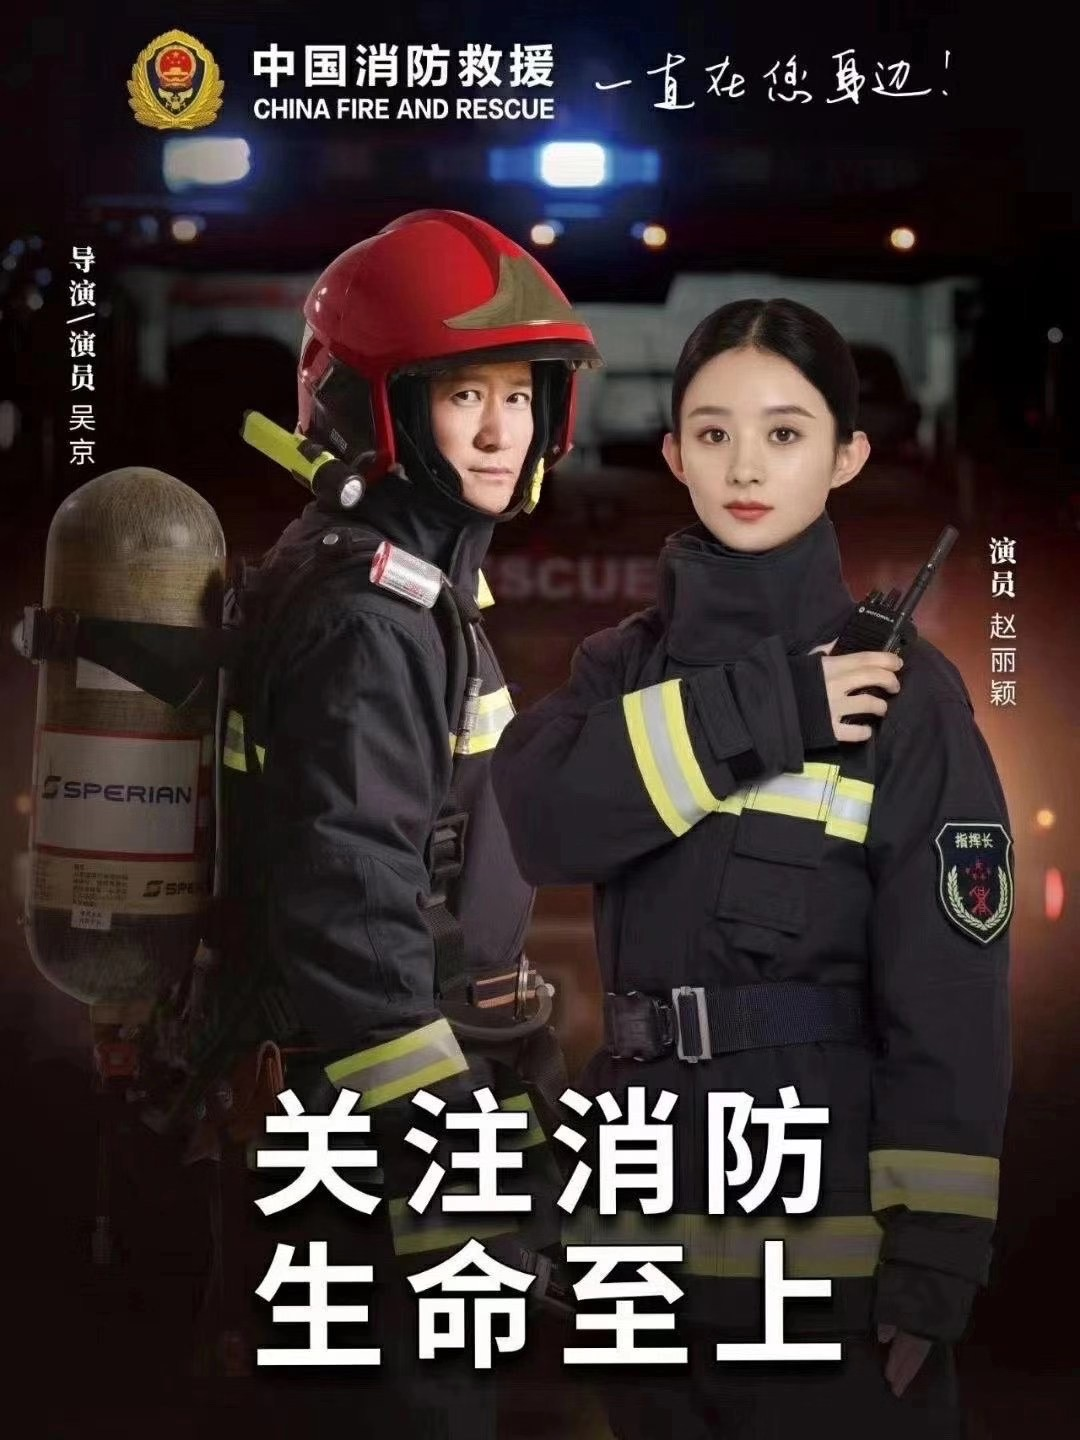 中国消防救援
CHINA FIRE AND RESCUE
一直在您身边!
导演\演员 吴京
演员 赵丽颖
MOTOROLA
RESCUE
SPERIAN
SPE
指挥长
关注消防
生命至上